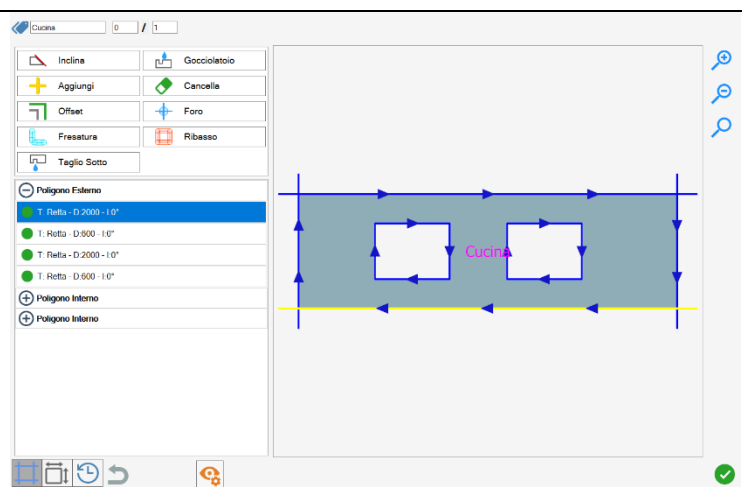 Cucina 0 / 1
Inclina Gocciolatoio
Aggiungi Cancella
Offset Foro
Fresatura Ribasso
Taglio Sotto
Poligono Esterno
T: Retta - D:2000 - I:0°
T: Retta - D:600 - I:0°
T: Retta - D:2000 - I:0°
T: Retta - D:600 - I:0°
Poligono Interno
Poligono Interno
Cucina